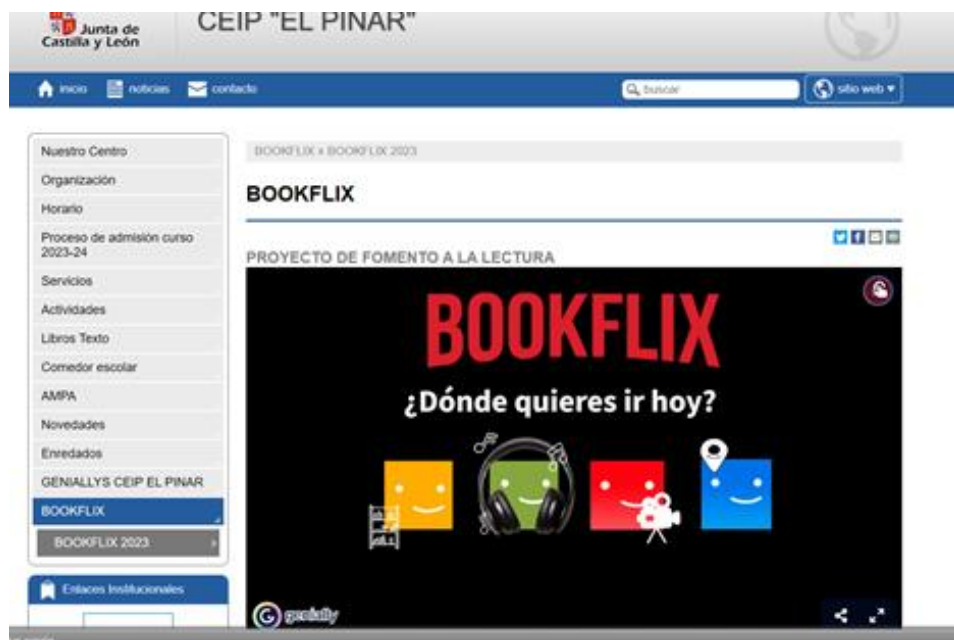 Junta de
Castilla y León
CEIP "EL PINAR"
inicio noticias contacto
buscar
sitio web
Nuestro Centro
Organización
Horario
Proceso de admisión curso
2023-24
Servicios
Actividades
Libros Texto
Comedor escolar
AMPA
Novedades
Enredados
GENIALLYS CEIP EL PINAR
BOOKFLIX
BOOKFLIX 2023
Enlaces Institucionales
BOOKFLIX » BOOKFLIX 2023
BOOKFLIX
PROYECTO DE FOMENTO A LA LECTURA
BOOKFLIX
¿Dónde quieres ir hoy?
genially